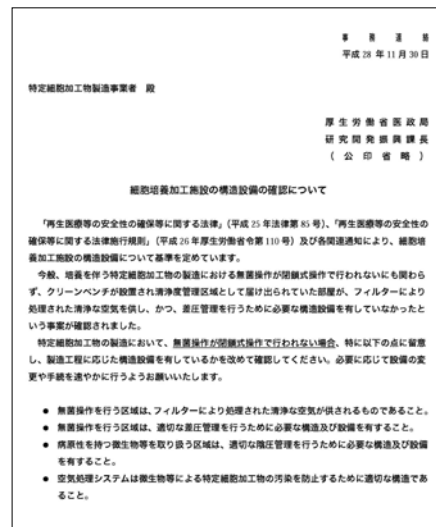 事務連絡
平成 28 年 11 月 30 日
特定細胞加工物製造事業者 殿
厚生労働省医政局
研究開発振興課長
（公印省略）
細胞培養加工施設の構造設備の確認について
「再生医療等の安全性の確保等に関する法律」（平成 25 年法律第 85 号）、「再生医療等の安全性の
確保等に関する法律施行規則」（平成 26 年厚生労働省令第 110 号）及び各関連通知により、細胞培
養加工施設の構造設備について基準を定めています。
今般、培養を伴う特定細胞加工物の製造における無菌操作が閉鎖式操作で行われないにも関わら
ず、クリーンベンチが設置され清浄度管理区域として届け出られていた部屋が、フィルターにより
処理された清浄な空気を供し、かつ、差圧管理を行うために必要な構造設備を有していなかったと
いう事案が確認されました。
特定細胞加工物の製造において、無菌操作が閉鎖式操作で行われない場合、特に以下の点に留意
し、製造工程に応じた構造設備を有しているかを改めて確認してください。必要に応じて設備の変
更や手続を速やかに行うようお願いいたします。
● 無菌操作を行う区域は、フィルターにより処理された清浄な空気が供されるものであること。
● 無菌操作を行う区域は、適切な差圧管理を行うために必要な構造及び設備を有すること。
● 病原性を持つ微生物等を取り扱う区域は、適切な陰圧管理を行うために必要な構造及び設備
を有すること。
● 空気処理システムは微生物等による特定細胞加工物の汚染を防止するために適切な構造であ
ること。